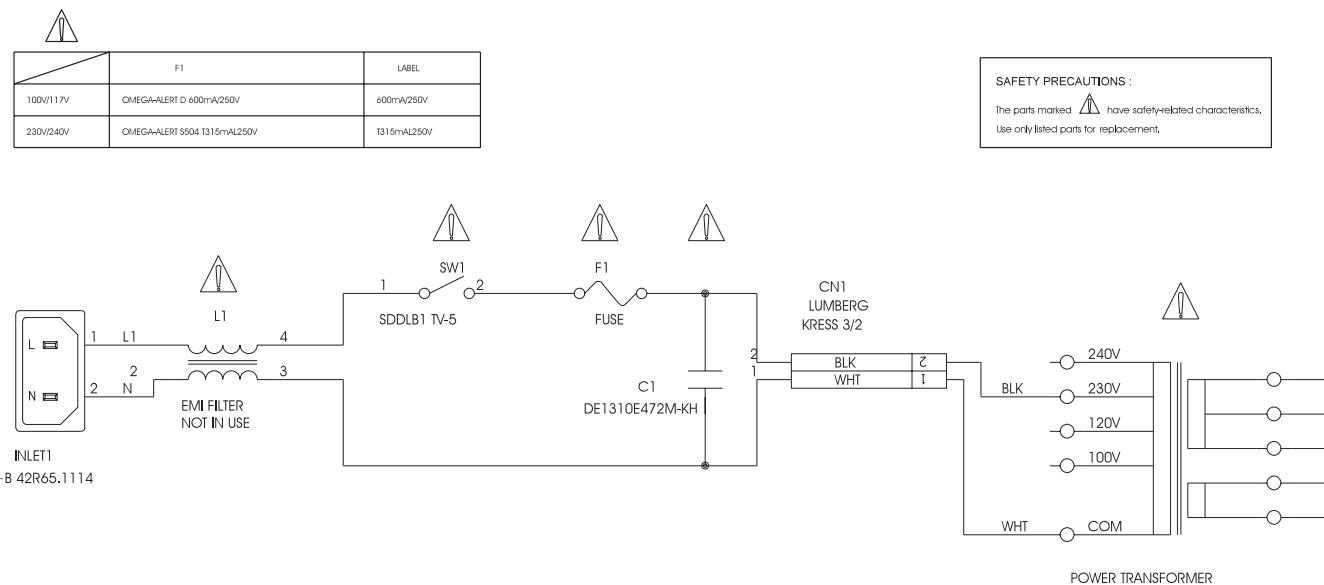 F1
LABEL
100V/117V
OMEGA-ALERT D 600mA/250V
600mA/250V
230V/240V
OMEGA-ALERT S504 T315mAL250V
T315mAL250V
SAFETY PRECAUTIONS :
The parts marked have safety-related characteristics.
Use only listed parts for replacement.
SW1
F1
1
2
SDDLB1 TV-5
FUSE
CN1
LUMBERG
KRESS 3/2
L1
L
1
L1
4
N
2
2
N
3
EMI FILTER
NOT IN USE
INLET1
-B 42R65.1114
C1
DE1310E472M-KH
2
BLK
2
1
WHT
1
240V
BLK
230V
120V
100V
WHT
COM
POWER TRANSFORMER